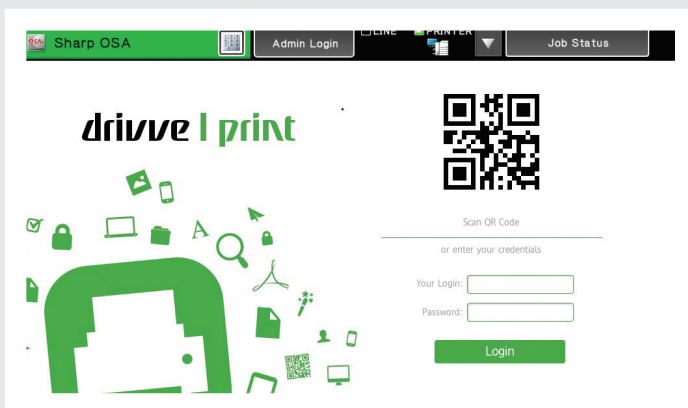 OSA
Sharp OSA
Admin Login
LINE
PRINTER
Job Status
drivve | print
Scan QR Code
or enter your credentials
Your Login:
Password:
Login
A